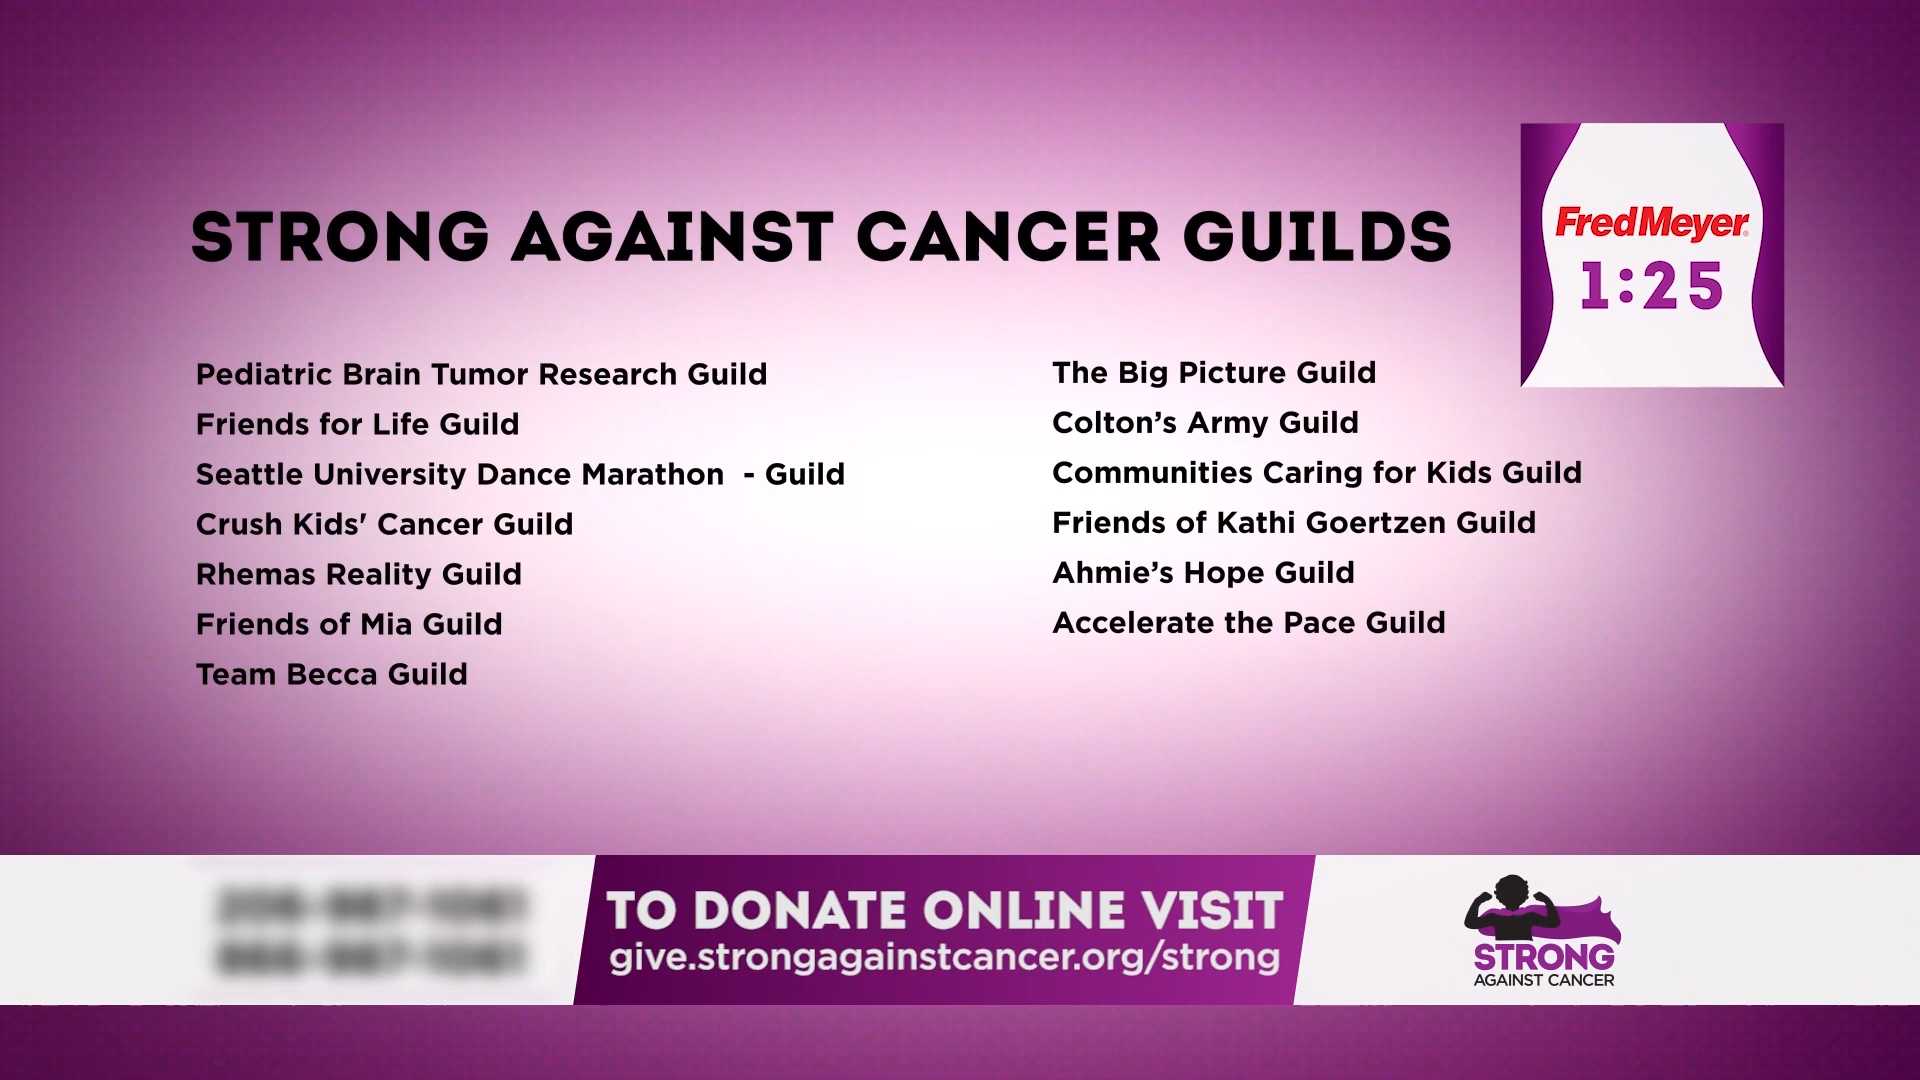 STRONG AGAINST CANCER GUILDS
FredMeyer
1:25
Pediatric Brain Tumor Research Guild
Friends for Life Guild
Seattle University Dance Marathon  - Guild
Crush Kids' Cancer Guild
Rhemas Reality Guild
Friends of Mia Guild
Team Becca Guild
The Big Picture Guild
Colton’s Army Guild
Communities Caring for Kids Guild
Friends of Kathi Goertzen Guild
Ahmie’s Hope Guild
Accelerate the Pace Guild
TO DONATE ONLINE VISIT
give.strongagainstcancer.org/strong
STRONG
AGAINST CANCER